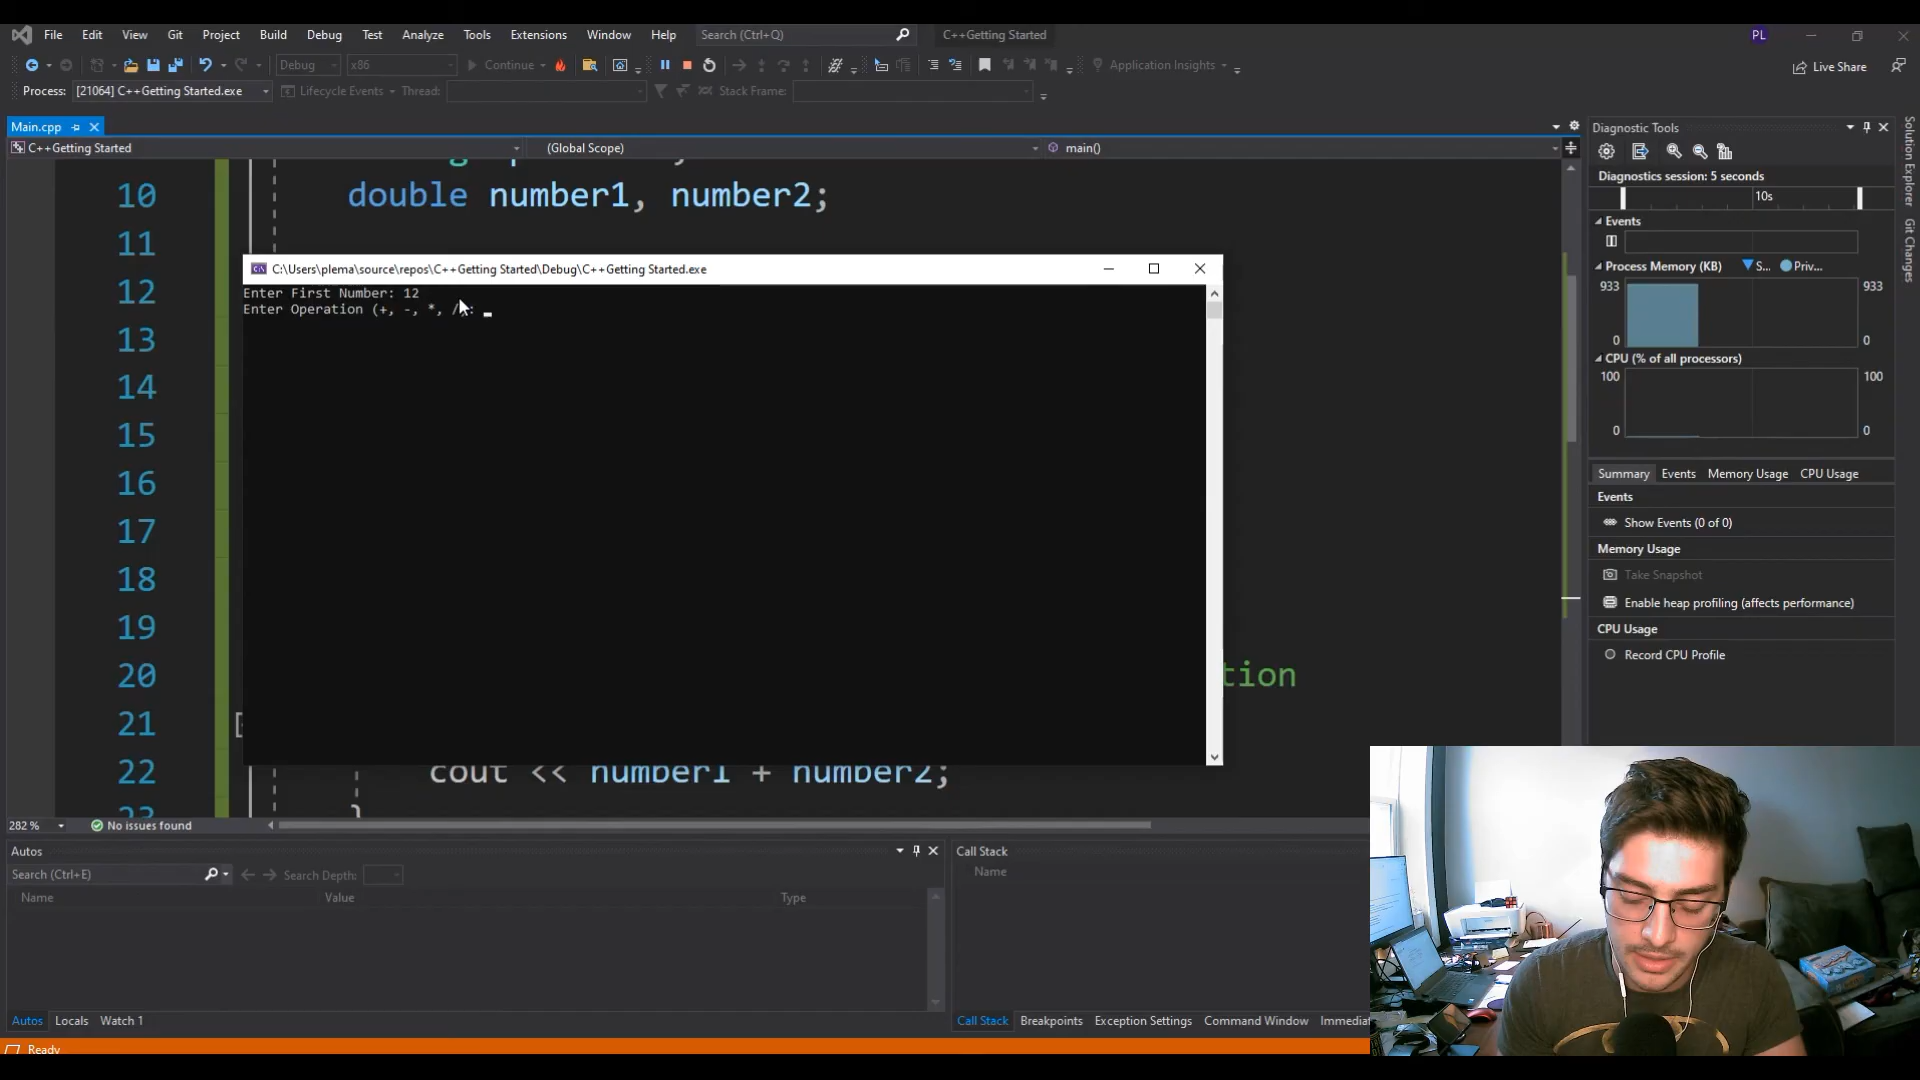 File Edit View Git Project Build Debug Test Analyze Tools Extensions Window Help Search (Ctrl+Q) C++Getting Started PL
Debug x86 Continue Application Insights Live Share
Process: [21064] C++Getting Started.exe Lifecycle Events Thread: Stack Frame:
Main.cpp
C++Getting Started (Global Scope) main()
10 double number1, number2;
11
12
13
14
15
16
17
18
19
20 tion
21
22 cout << number1 + number2;
23 }
C:\Users\plema\source\repos\C++Getting Started\Debug\C++Getting Started.exe
Enter First Number: 12
Enter Operation (+, -, *, /):
282 % No issues found
Diagnostic Tools
Diagnostics session: 5 seconds
10s
Events
Process Memory (KB) S... Priv...
933 933
0 0
CPU (% of all processors)
100 100
0 0
Summary Events Memory Usage CPU Usage
Events
Show Events (0 of 0)
Memory Usage
Take Snapshot
Enable heap profiling (affects performance)
CPU Usage
Record CPU Profile
Solution Explorer
Git Changes
Autos
Search (Ctrl+E) Search Depth:
Name Value Type
Autos Locals Watch 1
Call Stack
Name
Call Stack Breakpoints Exception Settings Command Window Immediat
Ready